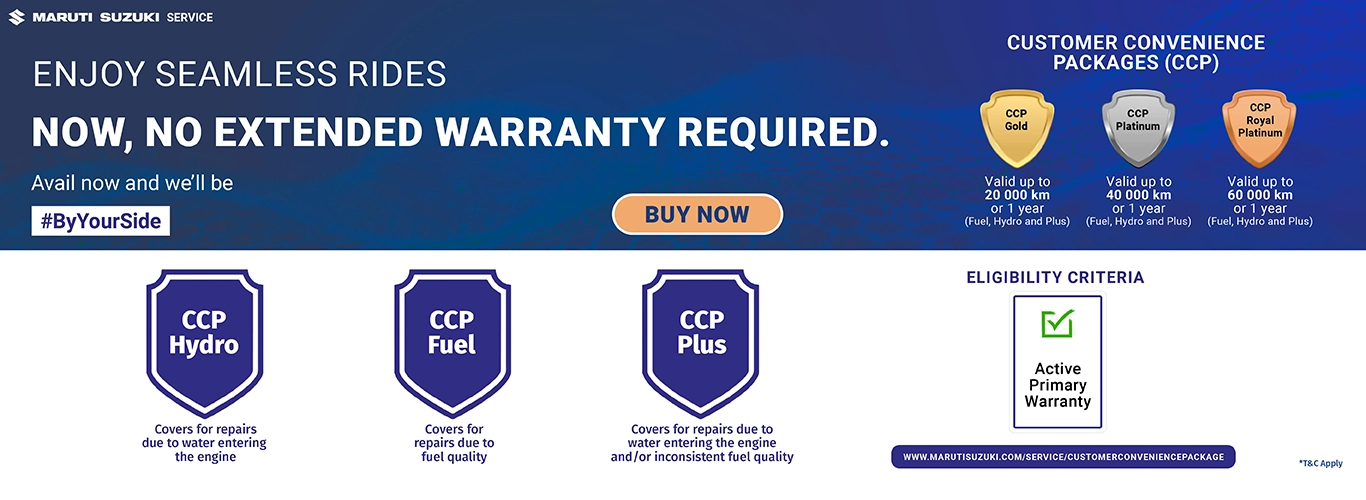 MARUTI SUZUKI SERVICE
ENJOY SEAMLESS RIDES
NOW, NO EXTENDED WARRANTY REQUIRED.
Avail now and we'll be
#ByYourSide
BUY NOW
CUSTOMER CONVENIENCE
PACKAGES (CCP)
CCP
Gold
Valid up to
20 000 km
or 1 year
(Fuel, Hydro and Plus)
CCP
Platinum
Valid up to
40 000 km
or 1 year
(Fuel, Hydro and Plus)
CCP
Royal
Platinum
Valid up to
60 000 km
or 1 year
(Fuel, Hydro and Plus)
CCP
Hydro
Covers for repairs
due to water entering
the engine
CCP
Fuel
Covers for
repairs due to
fuel quality
CCP
Plus
Covers for repairs due to
water entering the engine
and/or inconsistent fuel quality
ELIGIBILITY CRITERIA
Active
Primary
Warranty
WWW.MARUTISUZUKI.COM/SERVICE/CUSTOMERCONVENIENCEPACKAGE
*T&C Apply